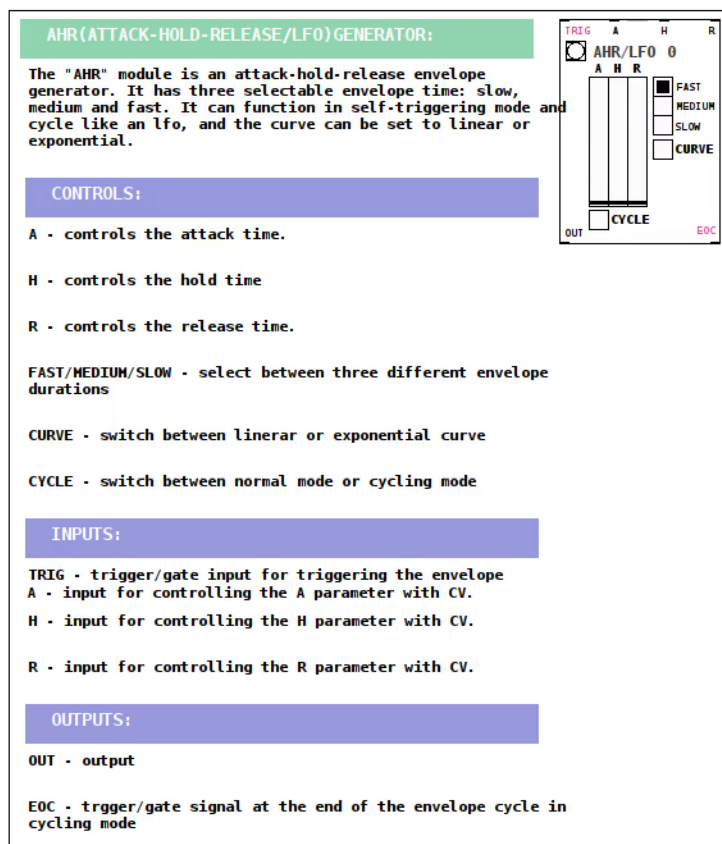 AHR(ATTACK-HOLD-RELEASE/LFO)GENERATOR:
The "AHR" module is an attack-hold-release envelope
generator. It has three selectable envelope time: slow,
medium and fast. It can function in self-triggering mode and
cycle like an lfo, and the curve can be set to linear or
exponential.
TRIG A H R
AHR/LFO 0
A H R
FAST
MEDIUM
SLOW
CURVE
CYCLE
OUT EOC
CONTROLS:
A - controls the attack time.
H - controls the hold time
R - controls the release time.
FAST/MEDIUM/SLOW - select between three different envelope
durations
CURVE - switch between linerar or exponential curve
CYCLE - switch between normal mode or cycling mode
INPUTS:
TRIG - trigger/gate input for triggering the envelope
A - input for controlling the A parameter with CV.
H - input for controlling the H parameter with CV.
R - input for controlling the R parameter with CV.
OUTPUTS:
OUT - output
EOC - trgger/gate signal at the end of the envelope cycle in
cycling mode